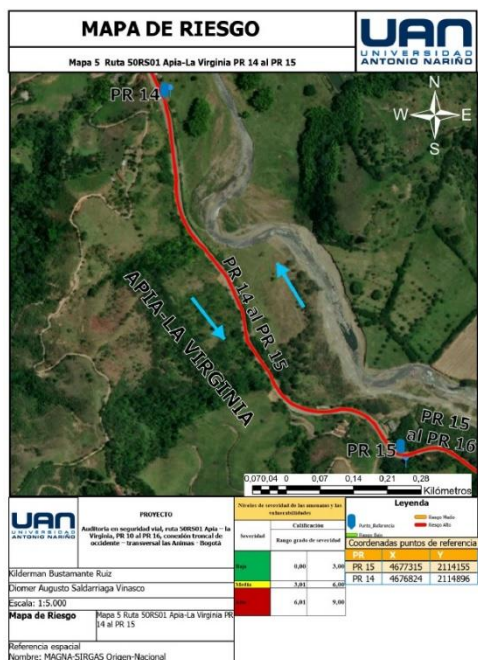 MAPA DE RIESGO
Mapa 5 Ruta 50RS01 Apia-La Virginia PR 14 al PR 15
UAN
UNIVERSIDAD
ANTONIO NARIÑO
N
W E
S
PR 14
PR 14 al PR 15
APIA-LA VIRGINIA
PR 15
PR 15
al PR 16
0,070,04 0 0,07 0,14 0,21 0,28
Kilómetros
UAN
UNIVERSIDAD
ANTONIO NARIÑO
PROYECTO
Auditoria en seguridad vial, ruta 50RS01 Apia – la
Virginia, PR 10 al PR 16, conexión troncal de
occidente – transversal las Animas - Bogotá
Kilderman Bustamante Ruiz
Diomer Augusto Saldarriaga Vinasco
Escala: 1:5.000
Mapa de Riesgo
Mapa 5 Ruta 50RS01 Apia-La Virginia PR
14 al PR 15
Referencia espacial
Nombre: MAGNA-SIRGAS Origen-Nacional
Niveles de severidad de las amenazas y las
vulnerabilidades
Severidad
Calificación
Rango grado de severidad
Bajo 0,00 3,00
Medio 3,01 6,00
6,01 9,00
Leyenda
Punto_Referencia
Riesgo Bajo
Riesgo Medio
Riesgo Alto
Coordenadas puntos de referencia
PR X Y
PR 15 4677315 2114155
PR 14 4676824 2114896